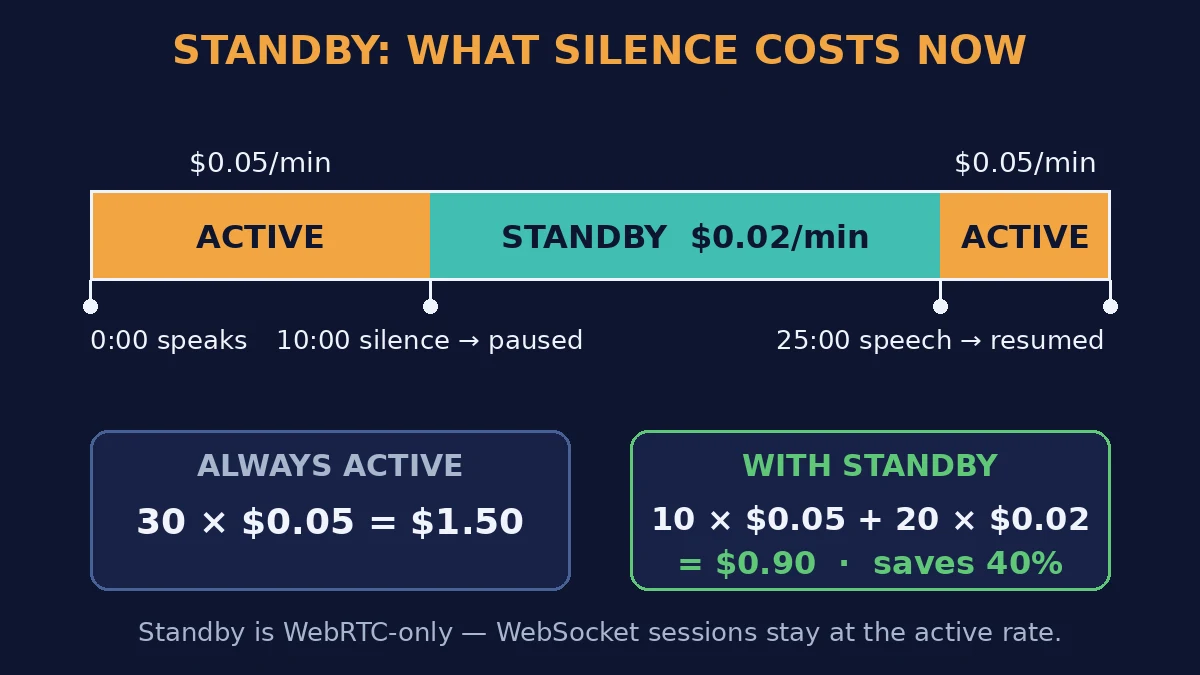 STANDBY: WHAT SILENCE COSTS NOW
$0.05/min
$0.05/min
ACTIVE
STANDBY $0.02/min
ACTIVE
0:00 speaks
10:00 silence → paused
25:00 speech → resumed
ALWAYS ACTIVE
30 × $0.05 = $1.50
WITH STANDBY
10 × $0.05 + 20 × $0.02
= $0.90 · saves 40%
Standby is WebRTC-only — WebSocket sessions stay at the active rate.